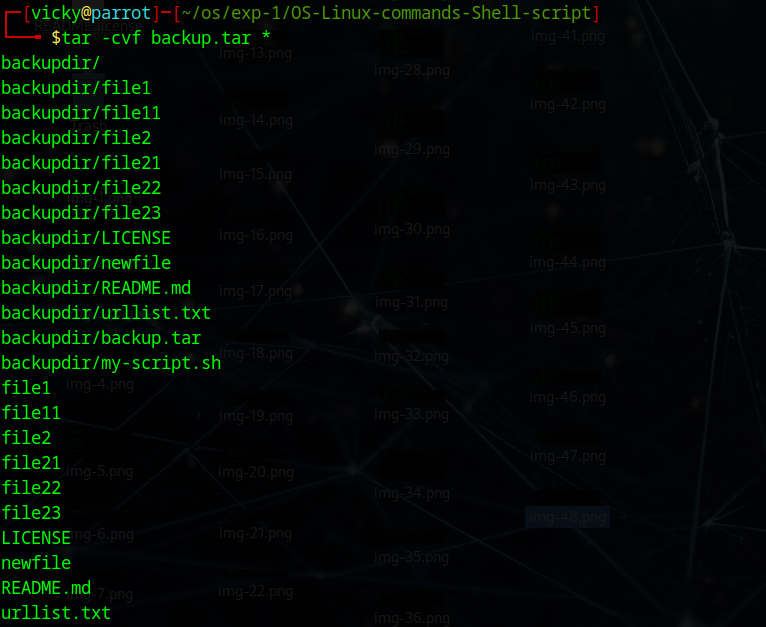 ┌─[vicky@parrot]─[~/os/exp-1/OS-Linux-commands-Shell-script]
└──╼ $tar -cvf backup.tar *
backupdir/
backupdir/file1
backupdir/file11
backupdir/file2
backupdir/file21
backupdir/file22
backupdir/file23
backupdir/LICENSE
backupdir/newfile
backupdir/README.md
backupdir/urllist.txt
backupdir/backup.tar
backupdir/my-script.sh
file1
file11
file2
file21
file22
file23
LICENSE
newfile
README.md
urllist.txt
img-4.png
img-5.png
img-6.png
img-7.png
img-13.png
img-14.png
img-15.png
img-16.png
img-17.png
img-18.png
img-19.png
img-20.png
img-21.png
img-22.png
img-28.png
img-29.png
img-30.png
img-31.png
img-32.png
img-33.png
img-34.png
img-35.png
img-36.png
img-41.png
img-42.png
img-43.png
img-44.png
img-45.png
img-46.png
img-47.png
img-48.png